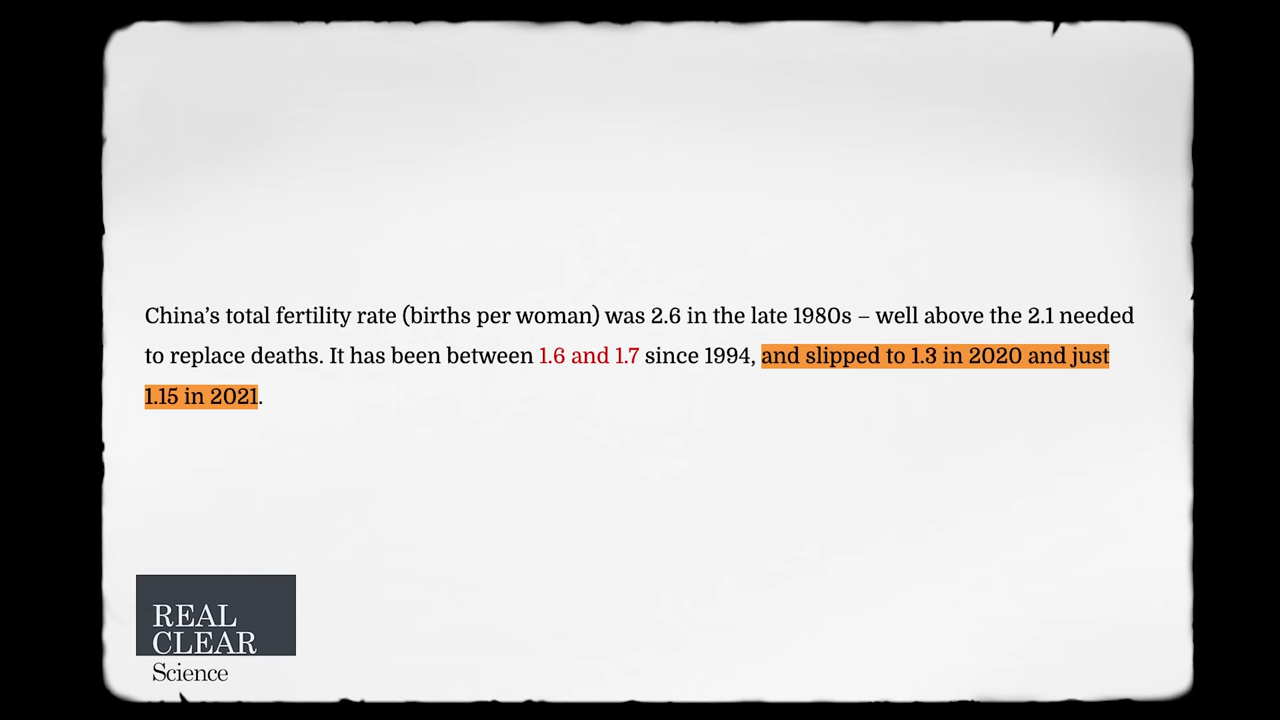 China’s total fertility rate (births per woman) was 2.6 in the late 1980s – well above the 2.1 needed
to replace deaths. It has been between 1.6 and 1.7 since 1994, and slipped to 1.3 in 2020 and just
1.15 in 2021.
REAL
CLEAR
Science